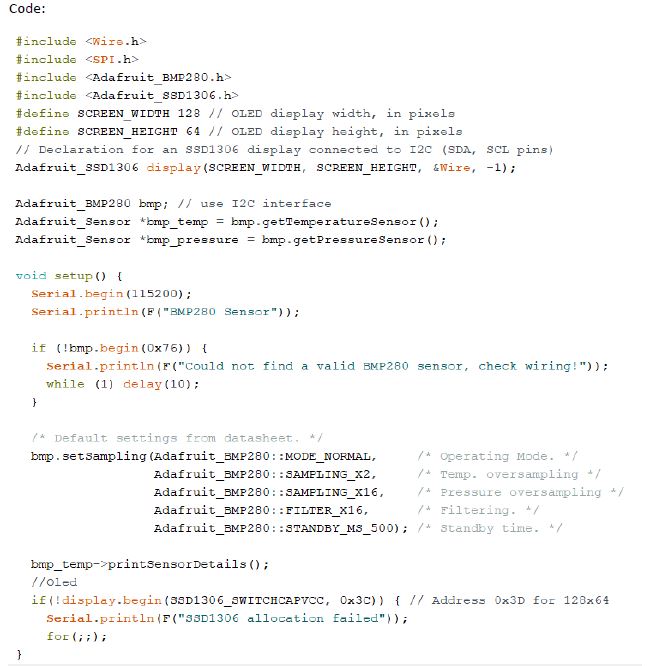 Code:
#include <Wire.h>
#include <SPI.h>
#include <Adafruit_BMP280.h>
#include <Adafruit_SSD1306.h>
#define SCREEN_WIDTH 128 // OLED display width, in pixels
#define SCREEN_HEIGHT 64 // OLED display height, in pixels
// Declaration for an SSD1306 display connected to I2C (SDA, SCL pins)
Adafruit_SSD1306 display(SCREEN_WIDTH, SCREEN_HEIGHT, &Wire, -1);
Adafruit_BMP280 bmp; // use I2C interface
Adafruit_Sensor *bmp_temp = bmp.getTemperatureSensor();
Adafruit_Sensor *bmp_pressure = bmp.getPressureSensor();
void setup() {
Serial.begin(115200);
Serial.println(F("BMP280 Sensor"));
if (!bmp.begin(0x76)) {
Serial.println(F("Could not find a valid BMP280 sensor, check wiring!"));
while (1) delay(10);
}
/* Default settings from datasheet. */
bmp.setSampling(Adafruit_BMP280::MODE_NORMAL, /* Operating Mode. */
Adafruit_BMP280::SAMPLING_X2, /* Temp. oversampling */
Adafruit_BMP280::SAMPLING_X16, /* Pressure oversampling */
Adafruit_BMP280::FILTER_X16, /* Filtering. */
Adafruit_BMP280::STANDBY_MS_500); /* Standby time. */
bmp_temp->printSensorDetails();
//Oled
if(!display.begin(SSD1306_SWITCHCAPVCC, 0x3C)) { // Address 0x3D for 128x64
Serial.println(F("SSD1306 allocation failed"));
for(;;);
}